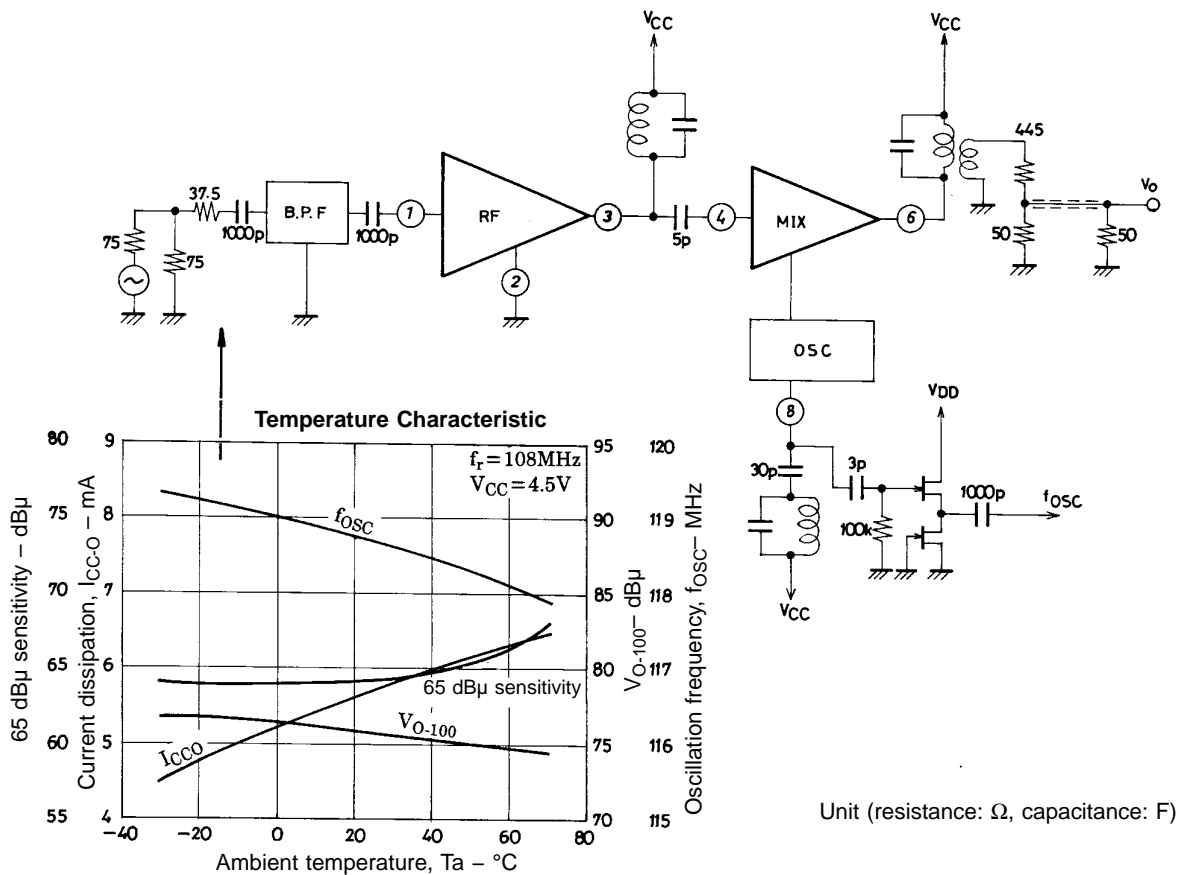 VCC
VCC
445
37.5
B.P.F
1
RF
3
4
MIX
6
Vo
1000p
1000p
5p
50
50
75
75
2
OSC
8
VDD
30p
3p
1000p
fOSC
100k
VCC
Temperature Characteristic
fr=108MHz
VCC=4.5V
fOSC
65 dBµ sensitivity
VO-100
ICCO
65 dBµ sensitivity – dBµ
80
75
70
65
60
55
Current dissipation, ICC-O – mA
9
8
7
6
5
4
VO-100– dBµ
95
90
85
80
75
70
Oscillation frequency, fOSC– MHz
120
119
118
117
116
115
–40 –20 0 20 40 60 80
Ambient temperature, Ta – °C
Unit (resistance: Ω, capacitance: F)